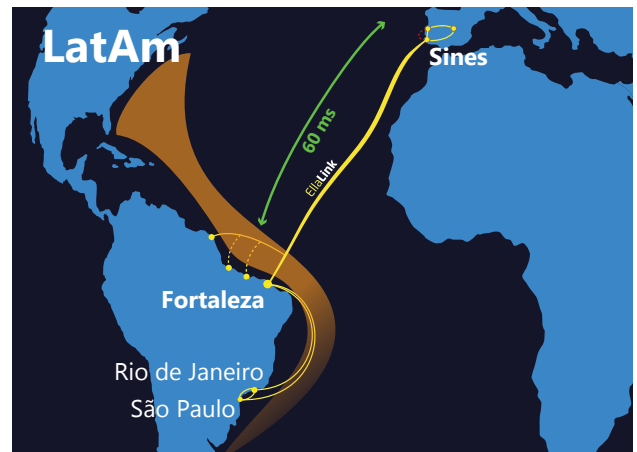 LatAm
Sines
60 ms
EllaLink
Fortaleza
Rio de Janeiro
São Paulo